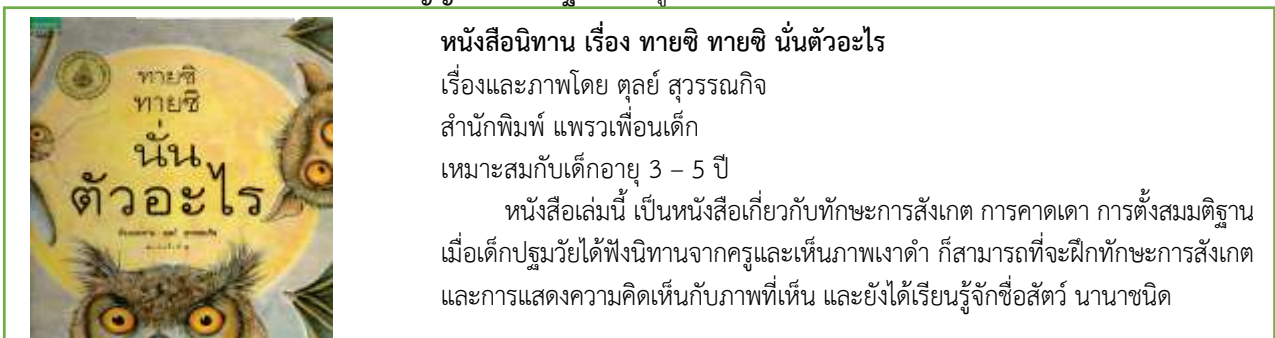 หนังสือนิทาน เรื่อง ทายซิ ทายซิ นั่นตัวอะไร
เรื่องและภาพโดย ตุลย์ สุวรรณกิจ
สำนักพิมพ์ แพรวเพื่อนเด็ก
เหมาะสมกับเด็กอายุ 3 – 5 ปี
หนังสือเล่มนี้ เป็นหนังสือเกี่ยวกับทักษะการสังเกต การคาดเดา การตั้งสมมติฐาน
เมื่อเด็กปฐมวัยได้ฟังนิทานจากครูและเห็นภาพเงาดำ ก็สามารถที่จะฝึกทักษะการสังเกต
และการแสดงความคิดเห็นกับภาพที่เห็น และยังได้เรียนรู้จักชื่อสัตว์ นานาชนิด
ทายซิ
ทายซิ
นั่น
ตัวอะไร